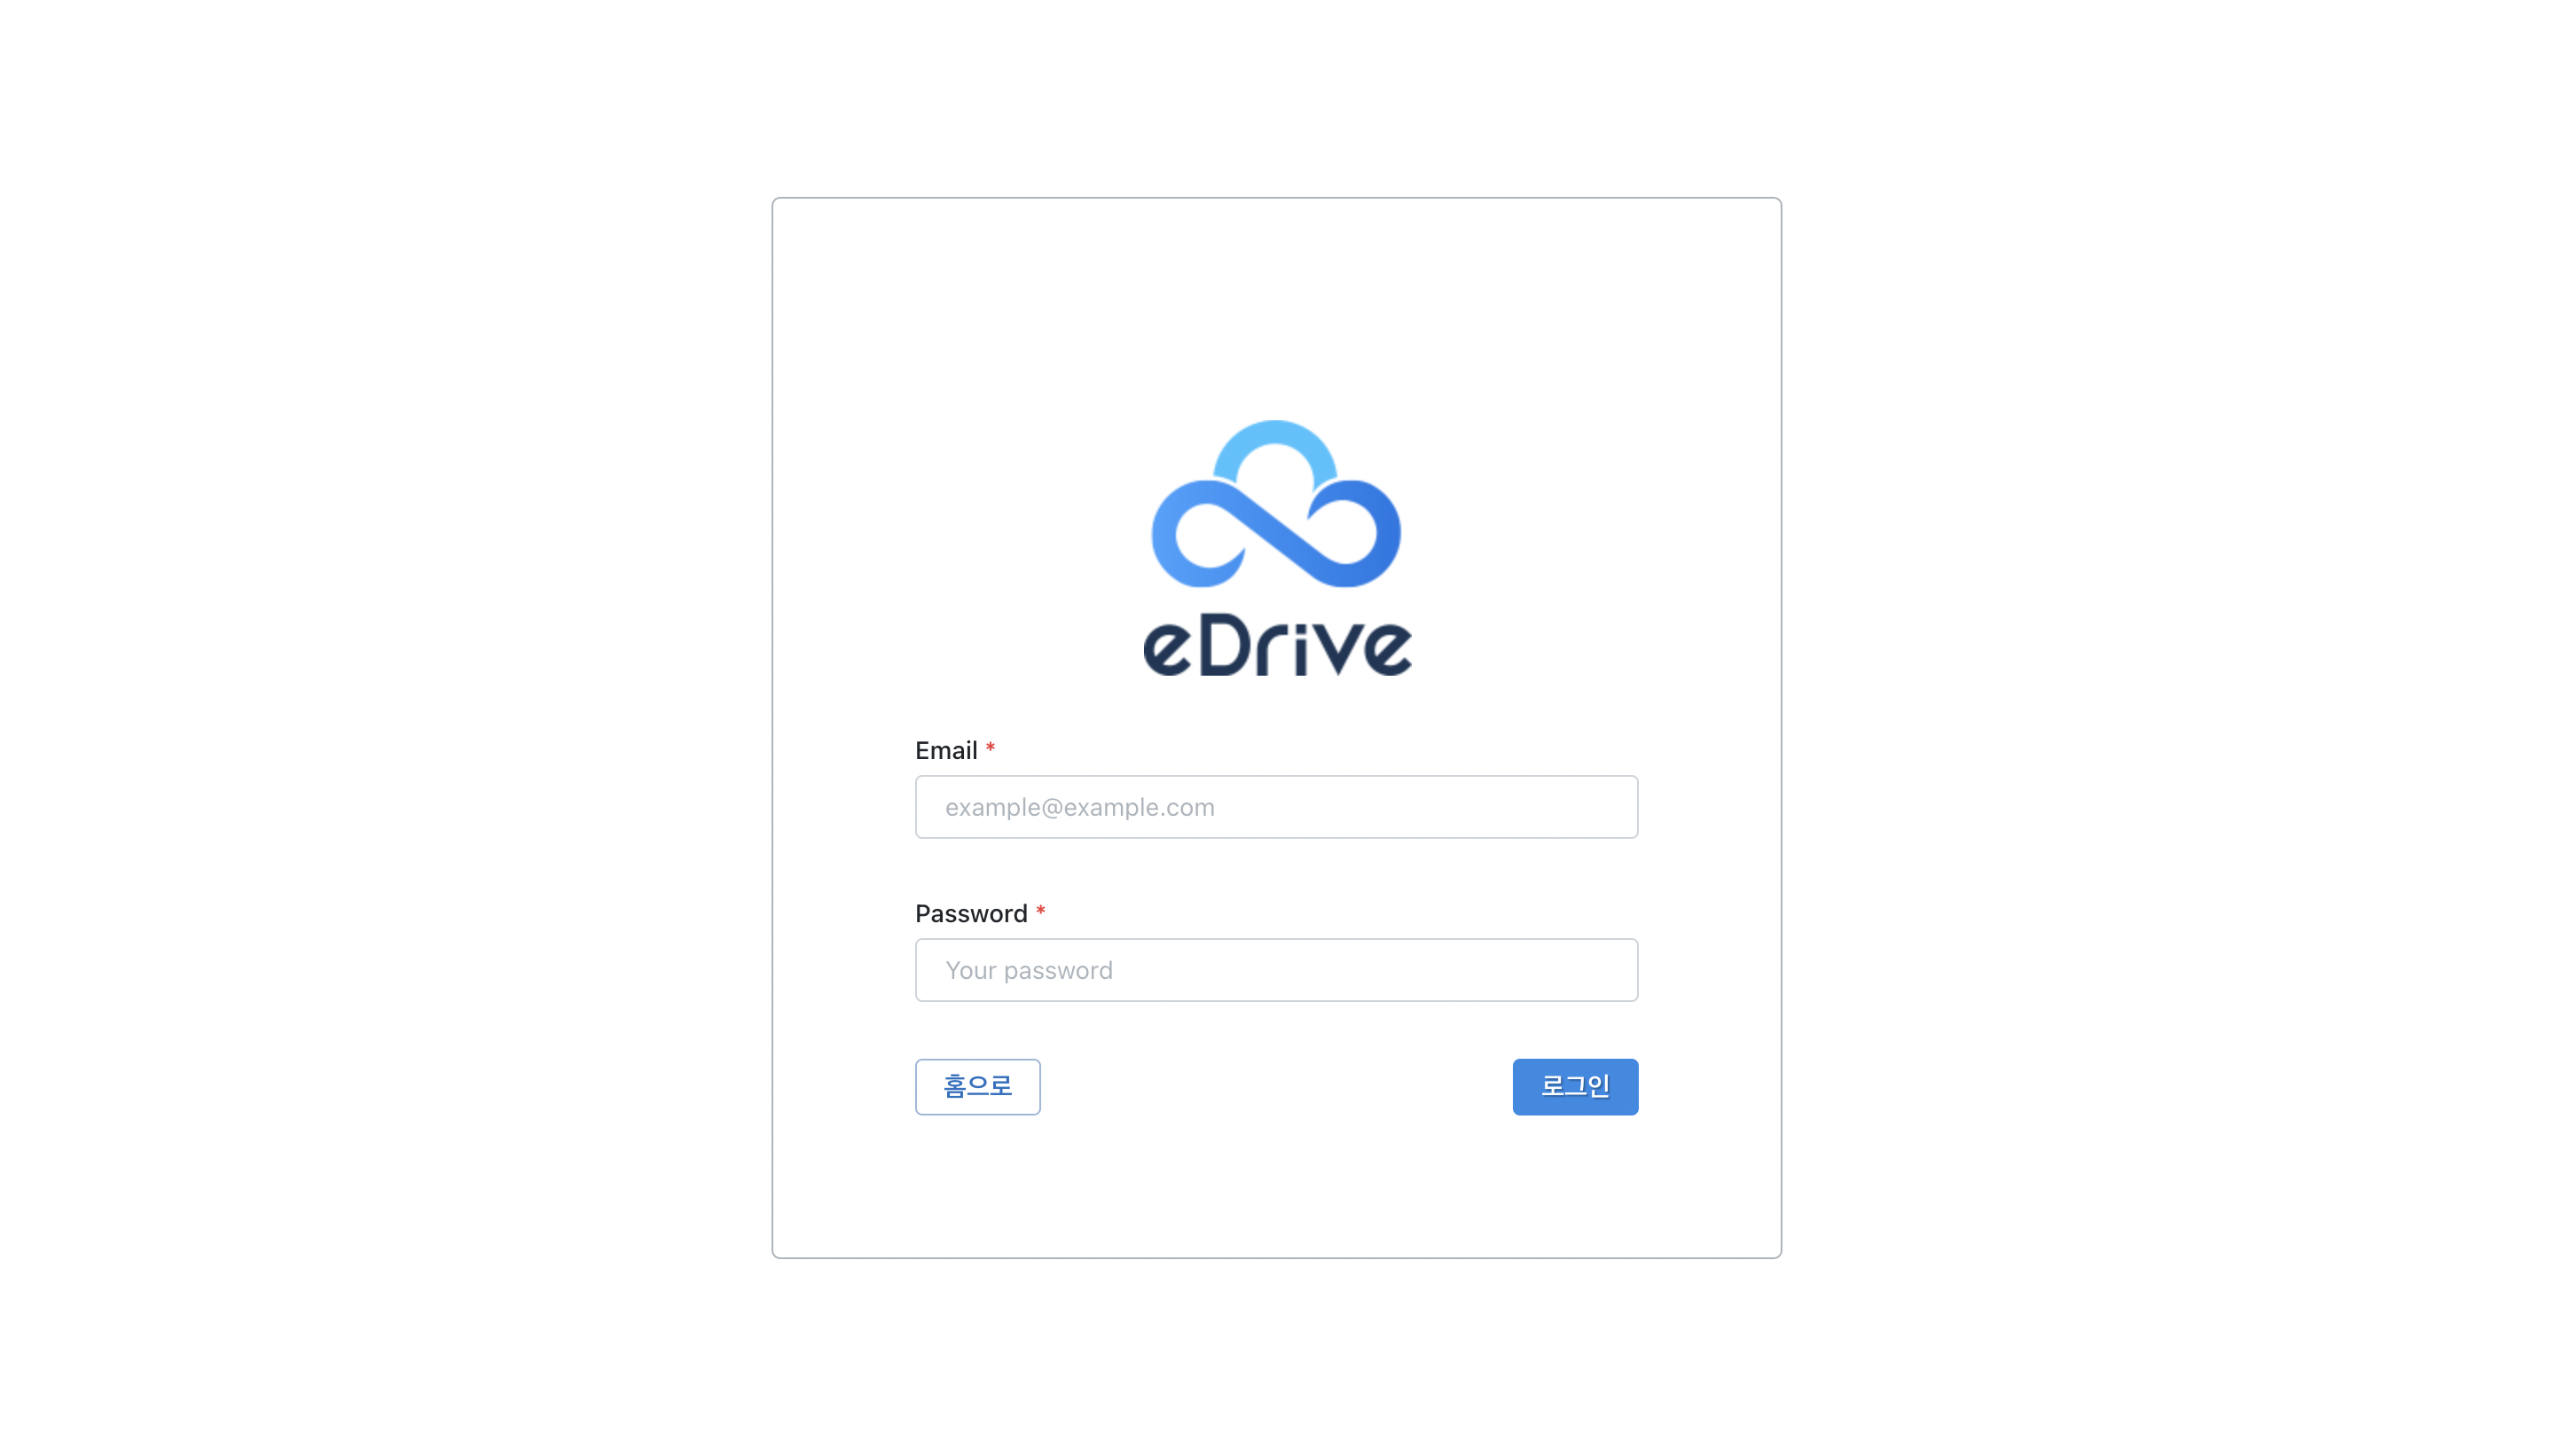 eDrive
Email *
example@example.com
Password *
Your password
홈으로
로그인